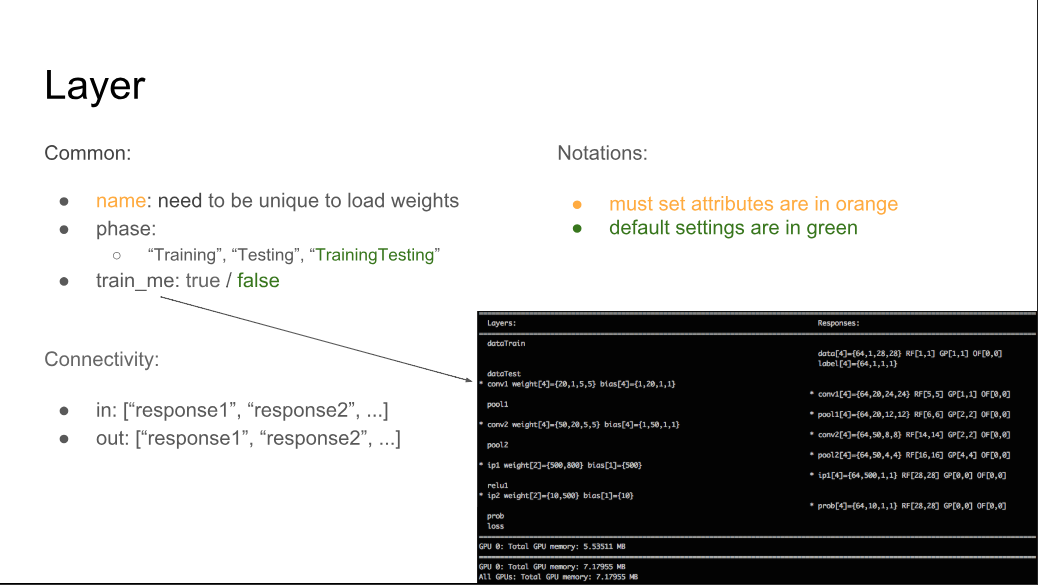 Layer
Common:
● name: need to be unique to load weights
● phase:
○ “Training”, “Testing”, “TrainingTesting”
● train_me: true / false
Connectivity:
● in: [“response1”, “response2”, ...]
● out: [“response1”, “response2”, ...]
Notations:
● must set attributes are in orange
● default settings are in green
Layers: Responses:
dataTrain
data[4]={64,1,28,28} RF[1,1] GP[1,1] OF[0,0]
label[4]={64,1,1,1}
dataTest
* conv1 weight[4]={20,1,5,5} bias[4]={1,20,1,1}
* conv1[4]={64,20,24,24} RF[5,5] GP[1,1] OF[0,0]
pool1
* pool1[4]={64,20,12,12} RF[6,6] GP[2,2] OF[0,0]
* conv2 weight[4]={50,20,5,5} bias[4]={1,50,1,1}
* conv2[4]={64,50,8,8} RF[14,14] GP[2,2] OF[0,0]
pool2
* pool2[4]={64,50,4,4} RF[16,16] GP[4,4] OF[0,0]
* ip1 weight[2]={500,800} bias[1]={500}
* ip1[4]={64,500,1,1} RF[28,28] GP[0,0] OF[0,0]
relu1
* ip2 weight[2]={10,500} bias[1]={10}
* prob[4]={64,10,1,1} RF[28,28] GP[0,0] OF[0,0]
prob
loss
GPU 0: Total GPU memory: 5.53511 MB
GPU 0: Total GPU memory: 7.17955 MB
All GPUs: Total GPU memory: 7.17955 MB